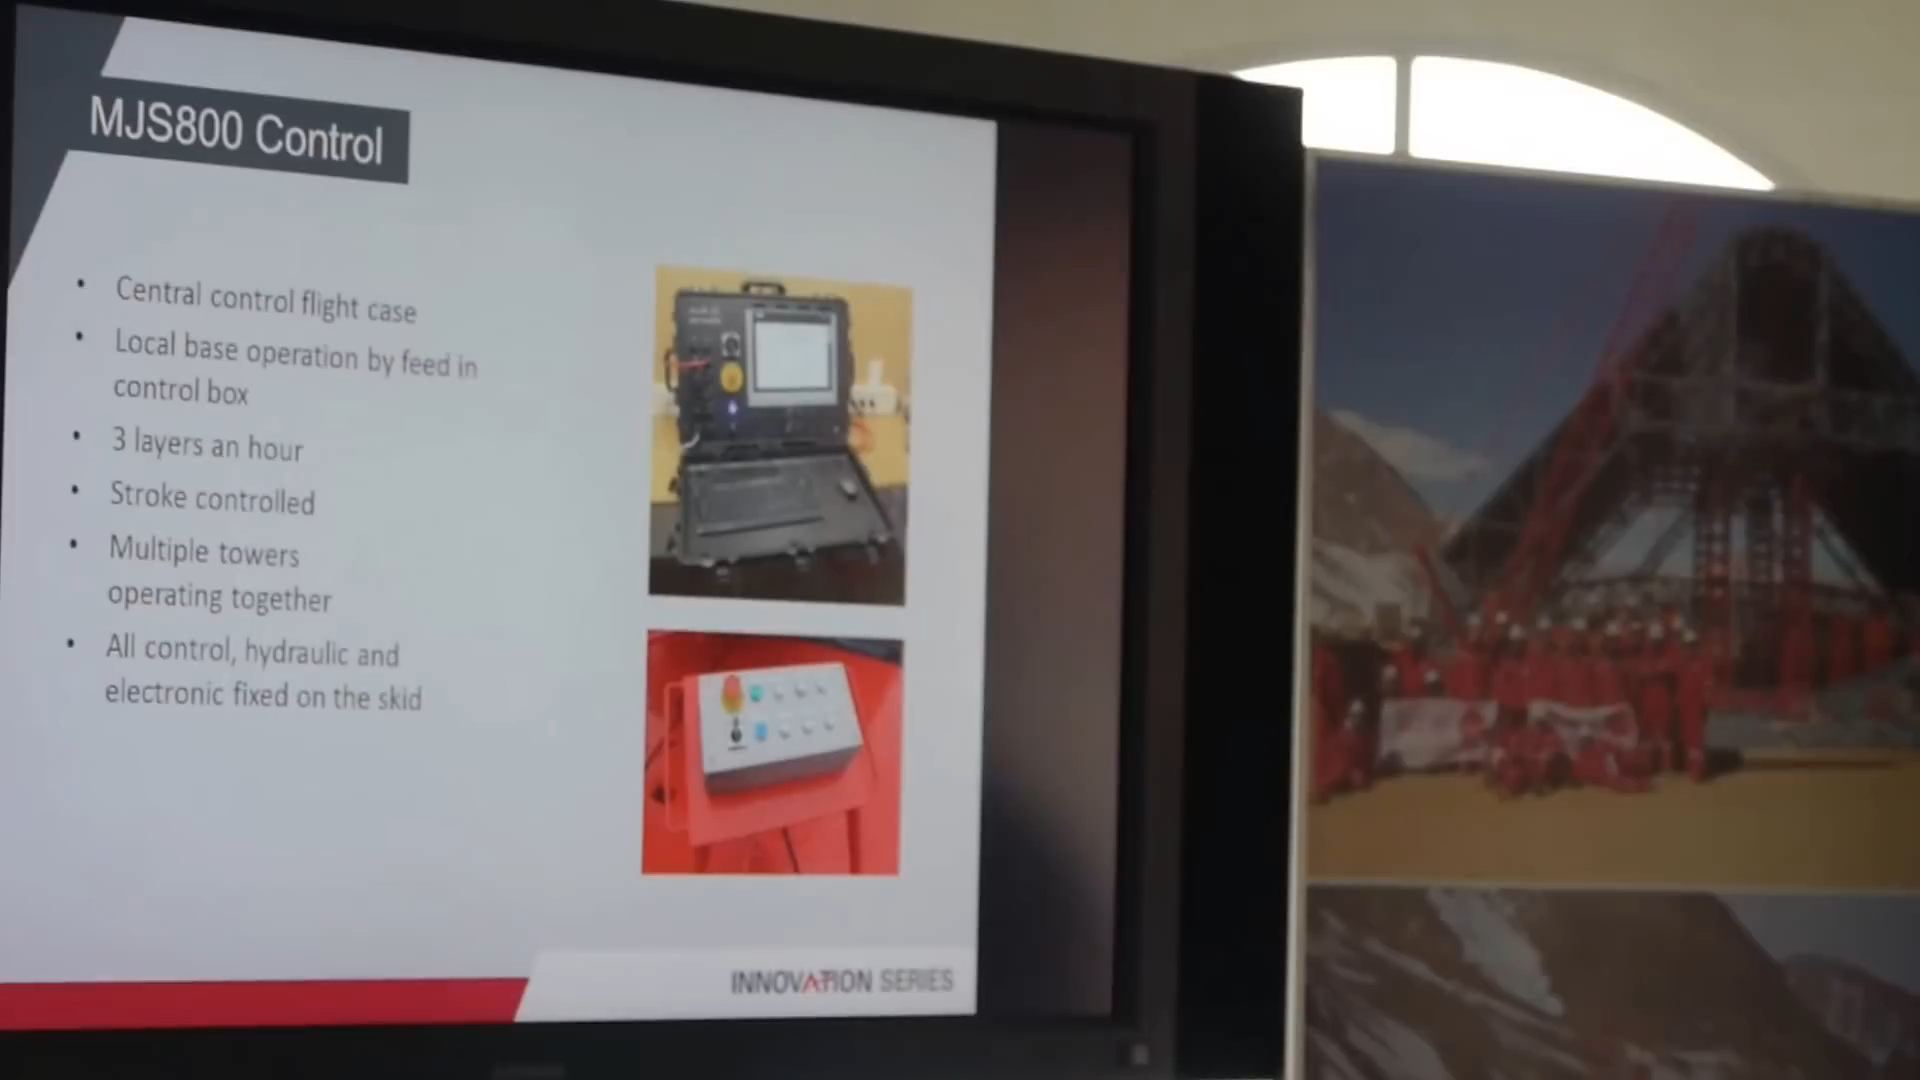 MJS800 Control
• Central control flight case
• Local base operation by feed in
control box
• 3 layers an hour
• Stroke controlled
• Multiple towers
operating together
• All control, hydraulic and
electronic fixed on the skid
INNOVATION SERIES